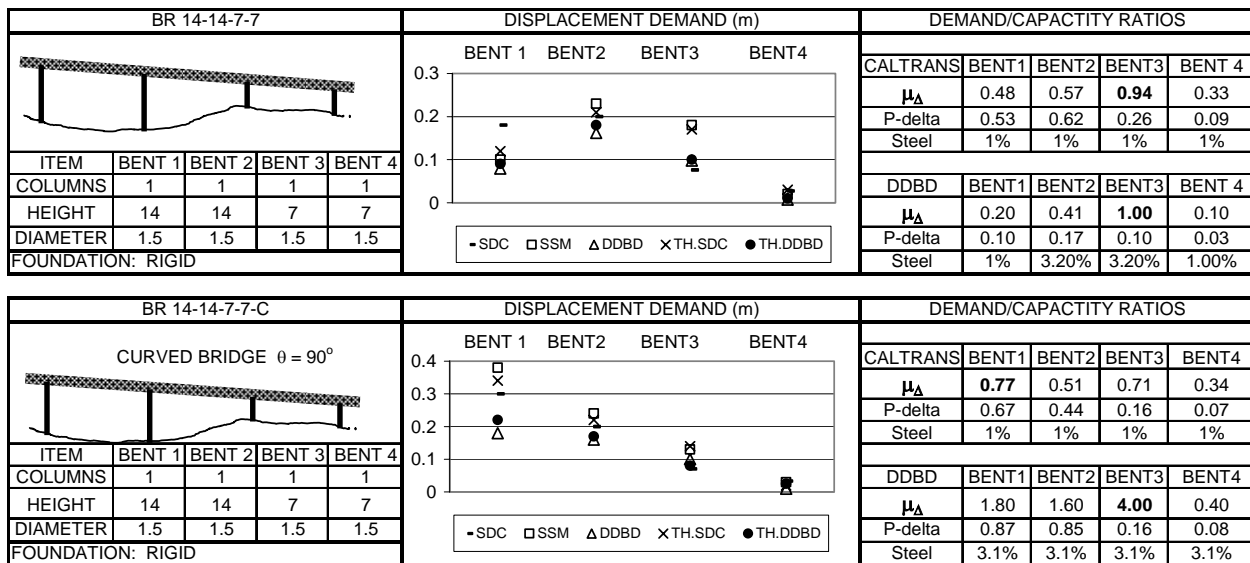 BR 14-14-7-7
ITEM BENT 1 BENT 2 BENT 3 BENT 4
COLUMNS 1 1 1 1
HEIGHT 14 14 7 7
DIAMETER 1.5 1.5 1.5 1.5
FOUNDATION: RIGID
DISPLACEMENT DEMAND (m)
BENT 1 BENT2 BENT3 BENT4
0.3
0.2
0.1
0
SDC SSM DDBD TH.SDC TH.DDBD
DEMAND/CAPACTITY RATIOS
CALTRANS BENT1 BENT2 BENT3 BENT 4
μΔ 0.48 0.57 0.94 0.33
P-delta 0.53 0.62 0.26 0.09
Steel 1% 1% 1% 1%
DDBD BENT1 BENT2 BENT3 BENT 4
μΔ 0.20 0.41 1.00 0.10
P-delta 0.10 0.17 0.10 0.03
Steel 1% 3.20% 3.20% 1.00%
BR 14-14-7-7-C
CURVED BRIDGE θ = 90°
ITEM BENT 1 BENT 2 BENT 3 BENT 4
COLUMNS 1 1 1 1
HEIGHT 14 14 7 7
DIAMETER 1.5 1.5 1.5 1.5
FOUNDATION: RIGID
DISPLACEMENT DEMAND (m)
BENT 1 BENT2 BENT3 BENT4
0.4
0.3
0.2
0.1
0
SDC SSM DDBD TH.SDC TH.DDBD
DEMAND/CAPACTITY RATIOS
CALTRANS BENT1 BENT2 BENT3 BENT4
μΔ 0.77 0.51 0.71 0.34
P-delta 0.67 0.44 0.16 0.07
Steel 1% 1% 1% 1%
DDBD BENT1 BENT2 BENT3 BENT4
μΔ 1.80 1.60 4.00 0.40
P-delta 0.87 0.85 0.16 0.08
Steel 3.1% 3.1% 3.1% 3.1%